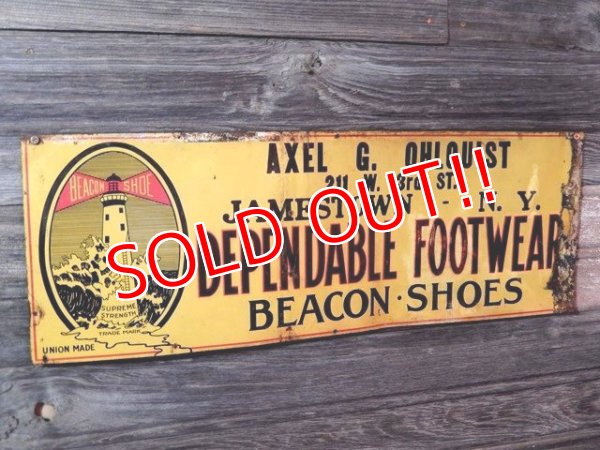 AXEL G. OHLQUIST
211 W. 3RD ST.
JAMESTOWN - N. Y.
DEPENDABLE FOOTWEAR
BEACON · SHOES
BEACON SHOE
SUPREME
STRENGTH
TRADE MARK
UNION MADE
SOLD OUT!!